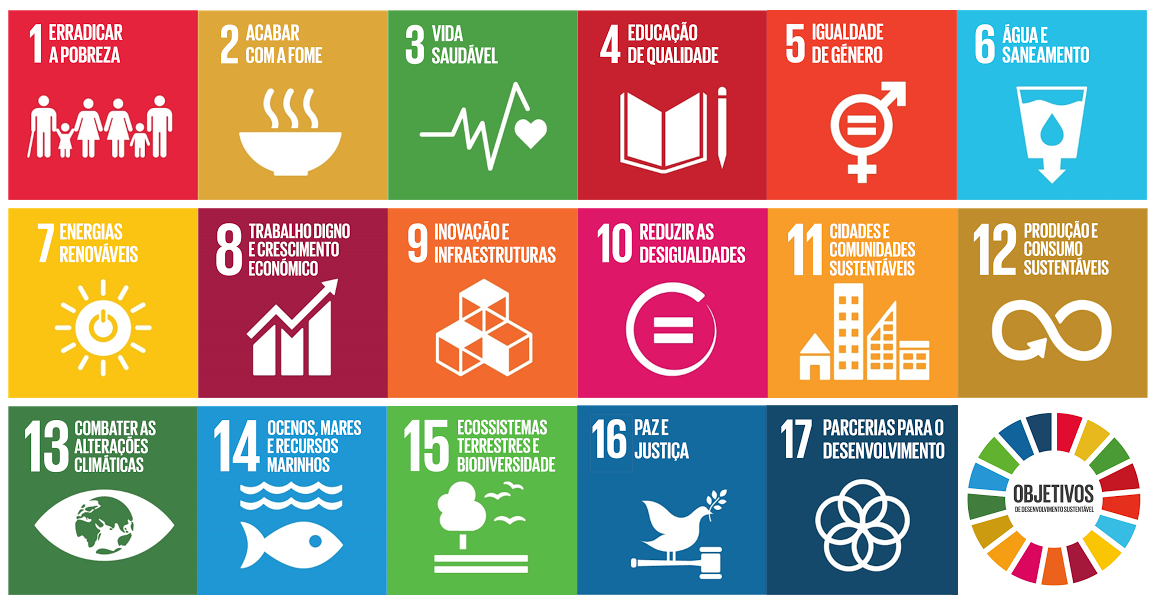 1 ERRADICAR
A POBREZA
2 ACABAR
COM A FOME
3 VIDA
SAUDÁVEL
4 EDUCAÇÃO
DE QUALIDADE
5 IGUALDADE
DE GÉNERO
6 ÁGUA E
SANEAMENTO
7 ENERGIAS
RENOVÁVEIS
8 TRABALHO DIGNO
E CRESCIMENTO
ECONÓMICO
9 INOVAÇÃO E
INFRAESTRUTURAS
10 REDUZIR AS
DESIGUALDADES
11 CIDADES E
COMUNIDADES
SUSTENTÁVEIS
12 PRODUÇÃO E
CONSUMO
SUSTENTÁVEIS
13 COMBATER AS
ALTERAÇÕES
CLIMÁTICAS
14 OCENOS, MARES
E RECURSOS
MARINHOS
15 ECOSSISTEMAS
TERRESTRES E
BIODIVERSIDADE
16 PAZ E
JUSTIÇA
17 PARCERIAS PARA O
DESENVOLVIMENTO
OBJETIVOS
DE DESENVOLVIMENTO SUSTENTÁVEL